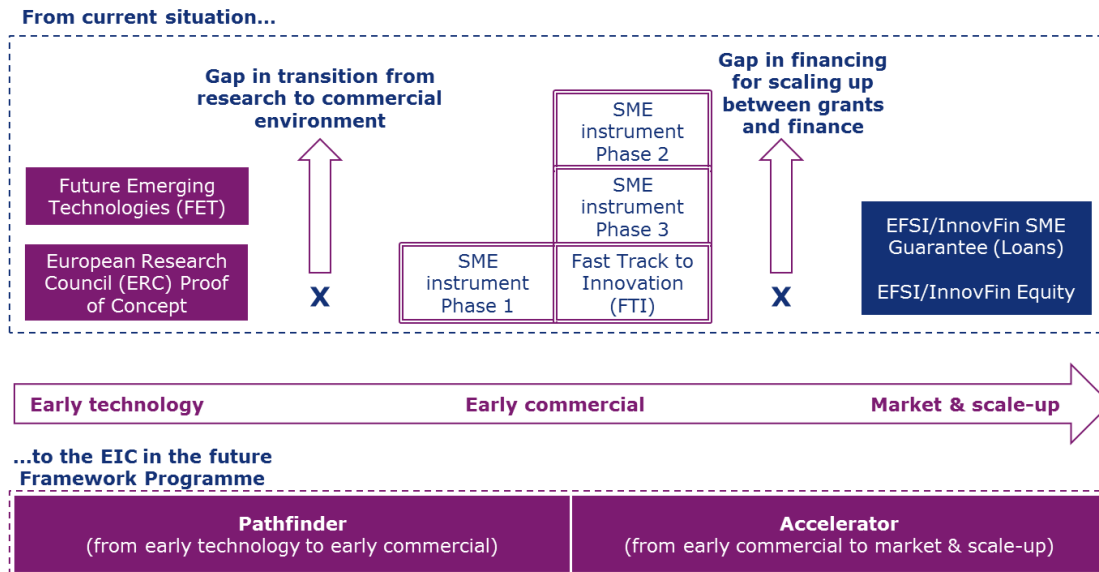 From current situation...
Gap in transition from
research to commercial
environment
Gap in financing
for scaling up
between grants
and finance
Future Emerging
Technologies (FET)
European Research
Council (ERC) Proof
of Concept
X
SME
instrument
Phase 1
SME
instrument
Phase 2
SME
instrument
Phase 3
Fast Track to
Innovation
(FTI)
X
EFSI/InnovFin SME
Guarantee (Loans)
EFSI/InnovFin Equity
Early technology
Early commercial
Market & scale-up
...to the EIC in the future
Framework Programme
Pathfinder
(from early technology to early commercial)
Accelerator
(from early commercial to market & scale-up)